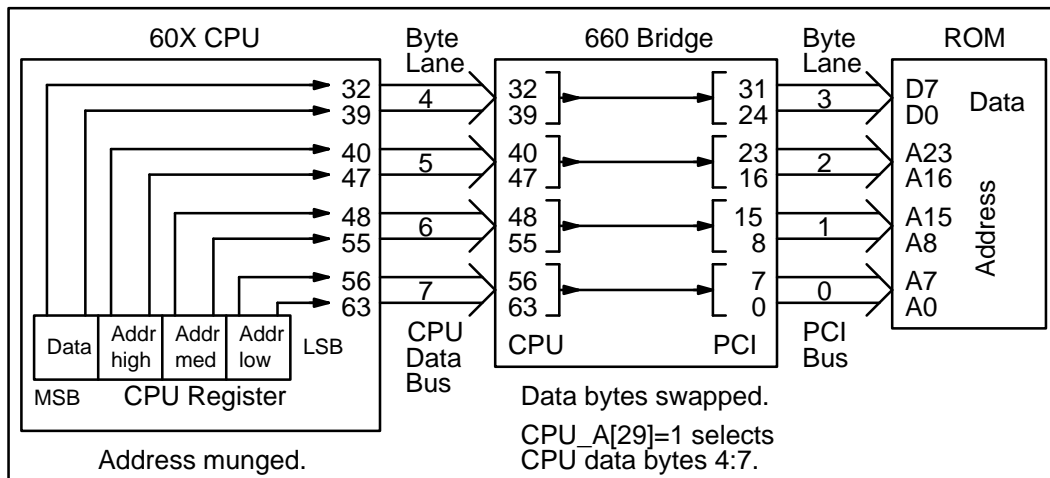 60X CPU
Byte
Lane
660 Bridge
Byte
Lane
ROM
32
39
4
32
39
31
24
3
D7
D0
Data
40
47
5
40
47
23
16
2
A23
A16
48
55
6
48
55
15
8
1
A15
A8
Address
56
63
7
56
63
7
0
0
A7
A0
Data
Addr
high
Addr
med
Addr
low
LSB
MSB
CPU Register
CPU
Data
Bus
CPU
PCI
PCI
Bus
Data bytes swapped.
CPU_A[29]=1 selects
CPU data bytes 4:7.
Address munged.